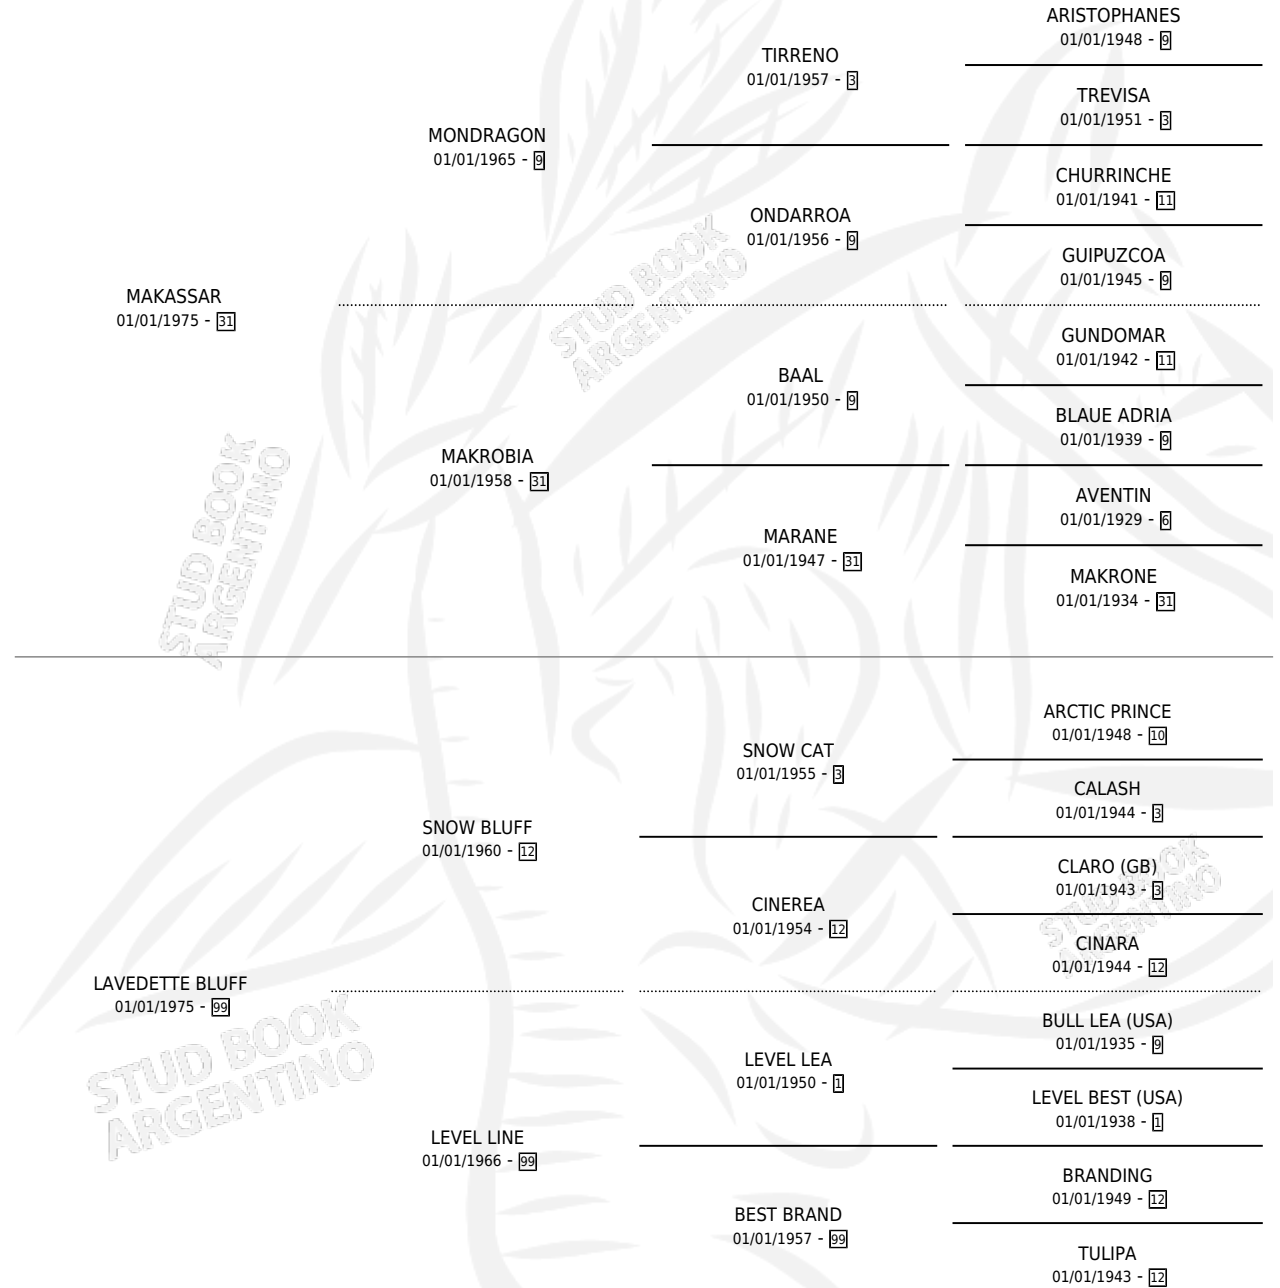 ARISTOPHANES
01/01/1948 - 9
TIRRENO
01/01/1957 - 3
TREVISA
01/01/1951 - 3
MONDRAGON
01/01/1965 - 9
CHURRINCHE
01/01/1941 - 11
ONDARROA
01/01/1956 - 9
GUIPUZCOA
01/01/1945 - 9
MAKASSAR
01/01/1975 - 31
GUNDOMAR
01/01/1942 - 11
BAAL
01/01/1950 - 9
BLAUE ADRIA
01/01/1939 - 9
MAKROBIA
01/01/1958 - 31
AVENTIN
01/01/1929 - 6
MARANE
01/01/1947 - 31
MAKRONE
01/01/1934 - 31
ARCTIC PRINCE
01/01/1948 - 10
SNOW CAT
01/01/1955 - 3
CALASH
01/01/1944 - 3
SNOW BLUFF
01/01/1960 - 12
CLARO (GB)
01/01/1943 - 3
CINEREA
01/01/1954 - 12
CINARA
01/01/1944 - 12
LAVEDETTE BLUFF
01/01/1975 - 99
BULL LEA (USA)
01/01/1935 - 9
LEVEL LEA
01/01/1950 - 1
LEVEL BEST (USA)
01/01/1938 - 1
LEVEL LINE
01/01/1966 - 99
BRANDING
01/01/1949 - 12
BEST BRAND
01/01/1957 - 99
TULIPA
01/01/1943 - 12
STUD BOOK
ARGENTINO
STUD BOOK
ARGENTINO
STUD BOOK
ARGENTINO
STUD BOOK
ARGENTINO